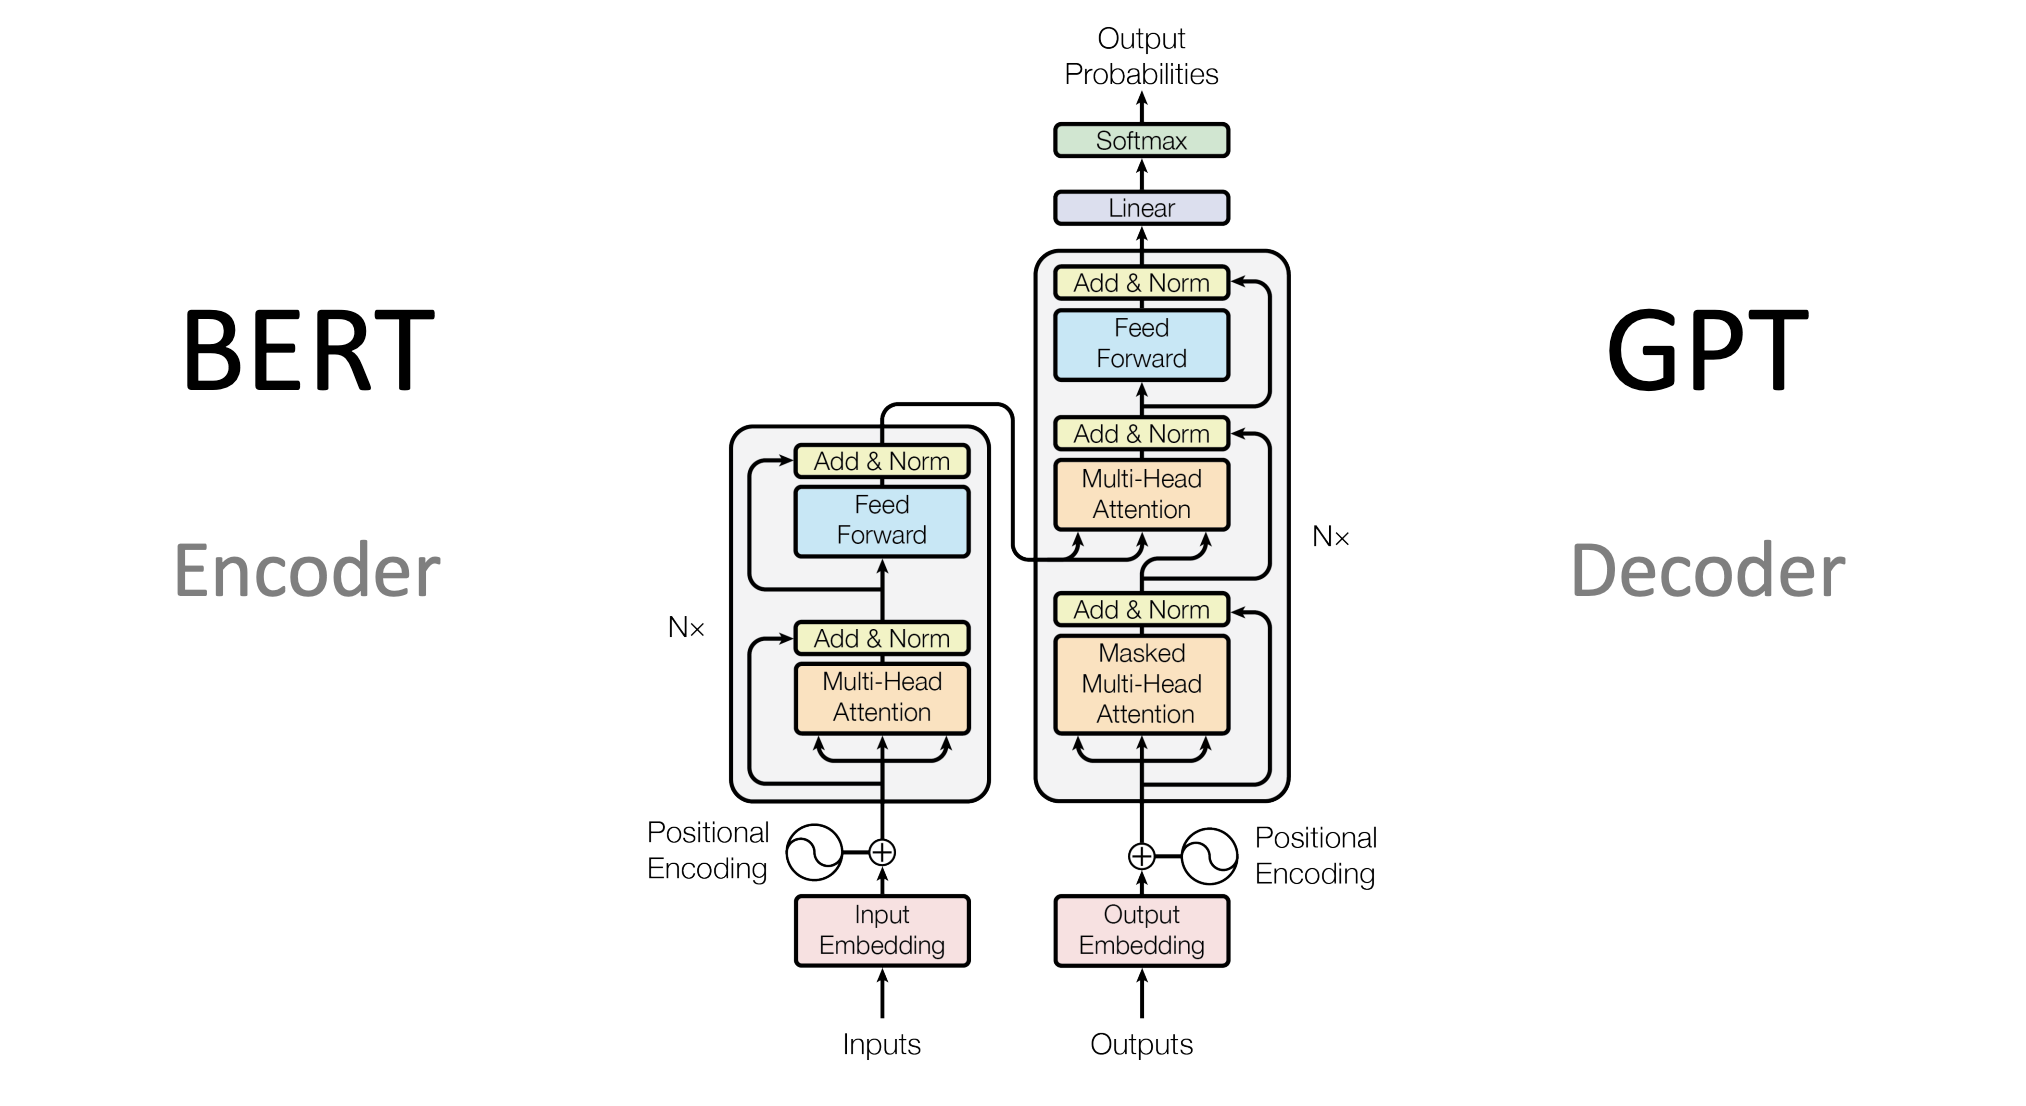 BERT
Encoder
Output
Probabilities
Softmax
Linear
Add & Norm
Feed
Forward
Add & Norm
Multi-Head
Attention
Add & Norm
Masked
Multi-Head
Attention
N×
Positional
Encoding
Output
Embedding
Outputs
Add & Norm
Feed
Forward
Add & Norm
Multi-Head
Attention
N×
Positional
Encoding
Input
Embedding
Inputs
GPT
Decoder